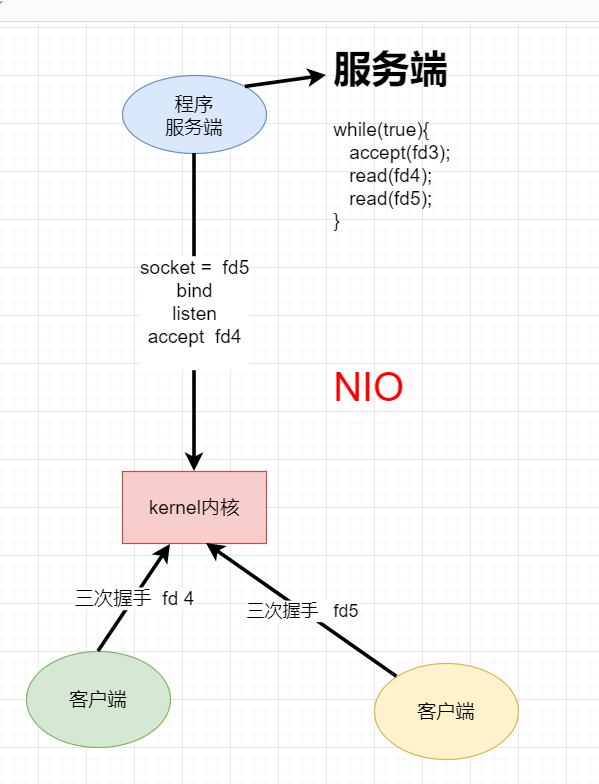 服务端
程序
服务端
while(true){
accept(fd3);
read(fd4);
read(fd5);
}
socket = fd5
bind
listen
accept fd4
NIO
kernel内核
三次握手 fd 4
三次握手 fd5
客户端
客户端